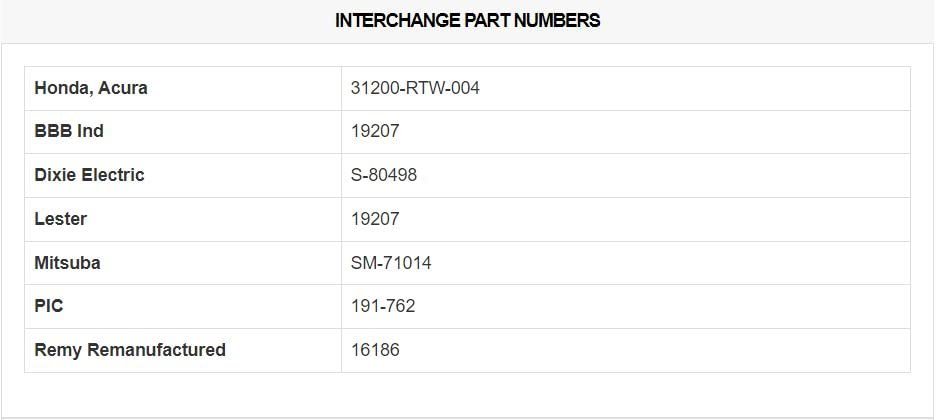 INTERCHANGE PART NUMBERS
Honda, Acura 31200-RTW-004
BBB Ind 19207
Dixie Electric S-80498
Lester 19207
Mitsuba SM-71014
PIC 191-762
Remy Remanufactured 16186